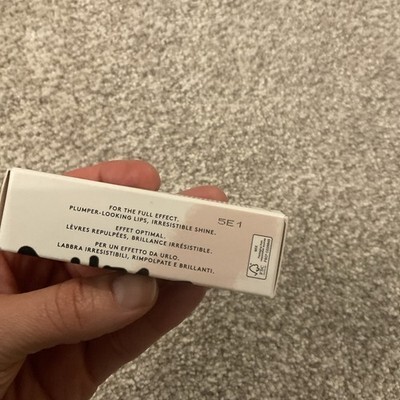 FOR THE FULL EFFECT.
PLUMPER-LOOKING LIPS, IRRESISTIBLE SHINE.
EFFET OPTIMAL.
LÈVRES REPULPÉES, BRILLANCE IRRÉSISTIBLE.
PER UN EFFETTO DA URLO.
LABBRA IRRESISTIBILI, RIMPOLPATE E BRILLANTI.
5E1
FSC